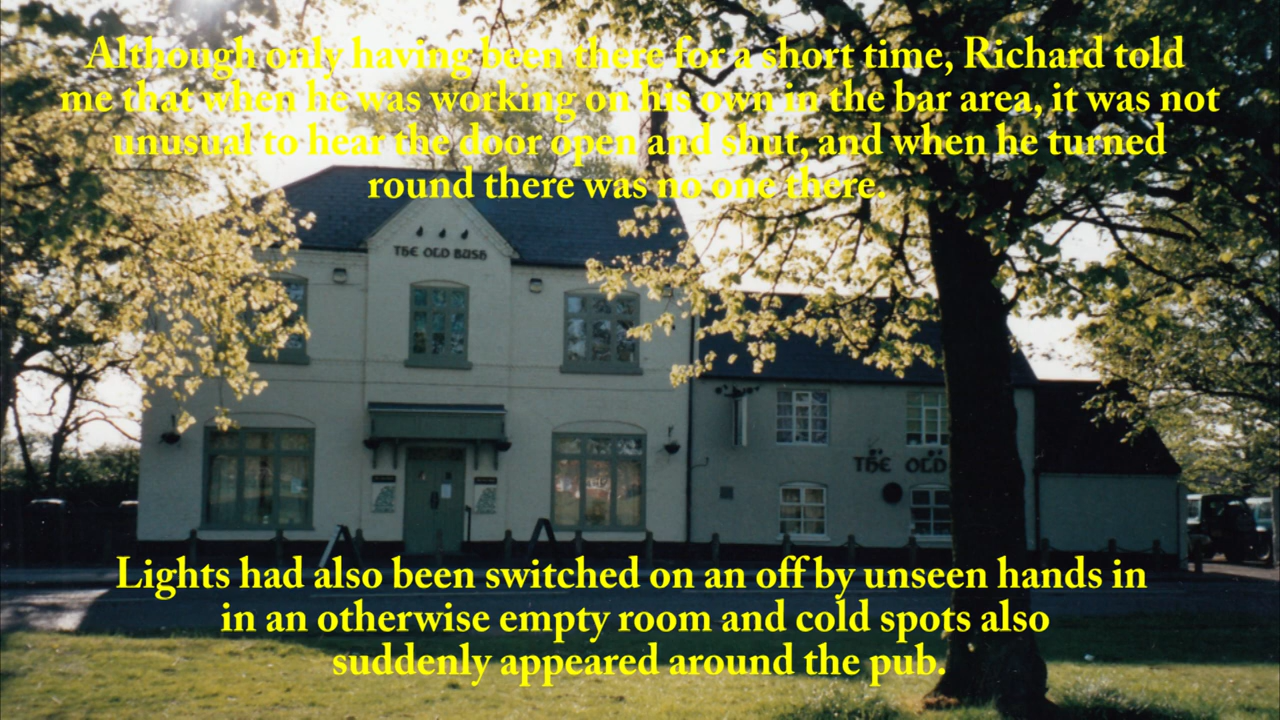 Although only having been there for a short time, Richard told
me that when he was working on his own in the bar area, it was not
unusual to hear the door open and shut, and when he turned
round there was no one there.
THE OLD BUSH
THE OLD
Lights had also been switched on an off by unseen hands in
in an otherwise empty room and cold spots also
suddenly appeared around the pub.